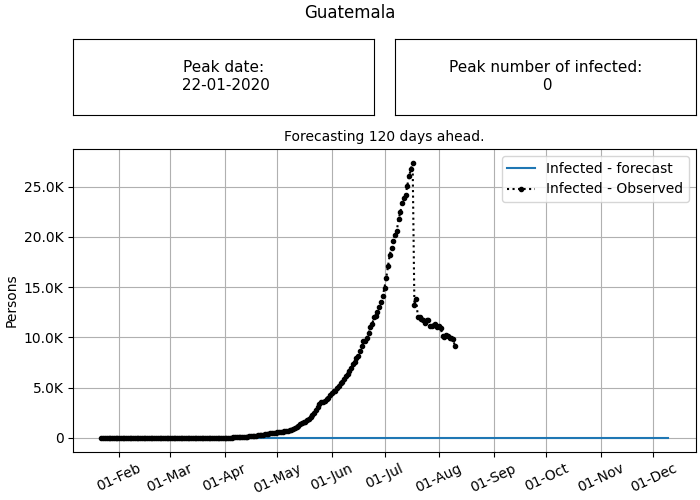 Guatemala
Peak date:
22-01-2020
Peak number of infected:
0
Forecasting 120 days ahead.
Infected - forecast
Infected - Observed
25.0K
20.0K
15.0K
10.0K
5.0K
0
Persons
01-Feb
01-Mar
01-Apr
01-May
01-Jun
01-Jul
01-Aug
01-Sep
01-Oct
01-Nov
01-Dec